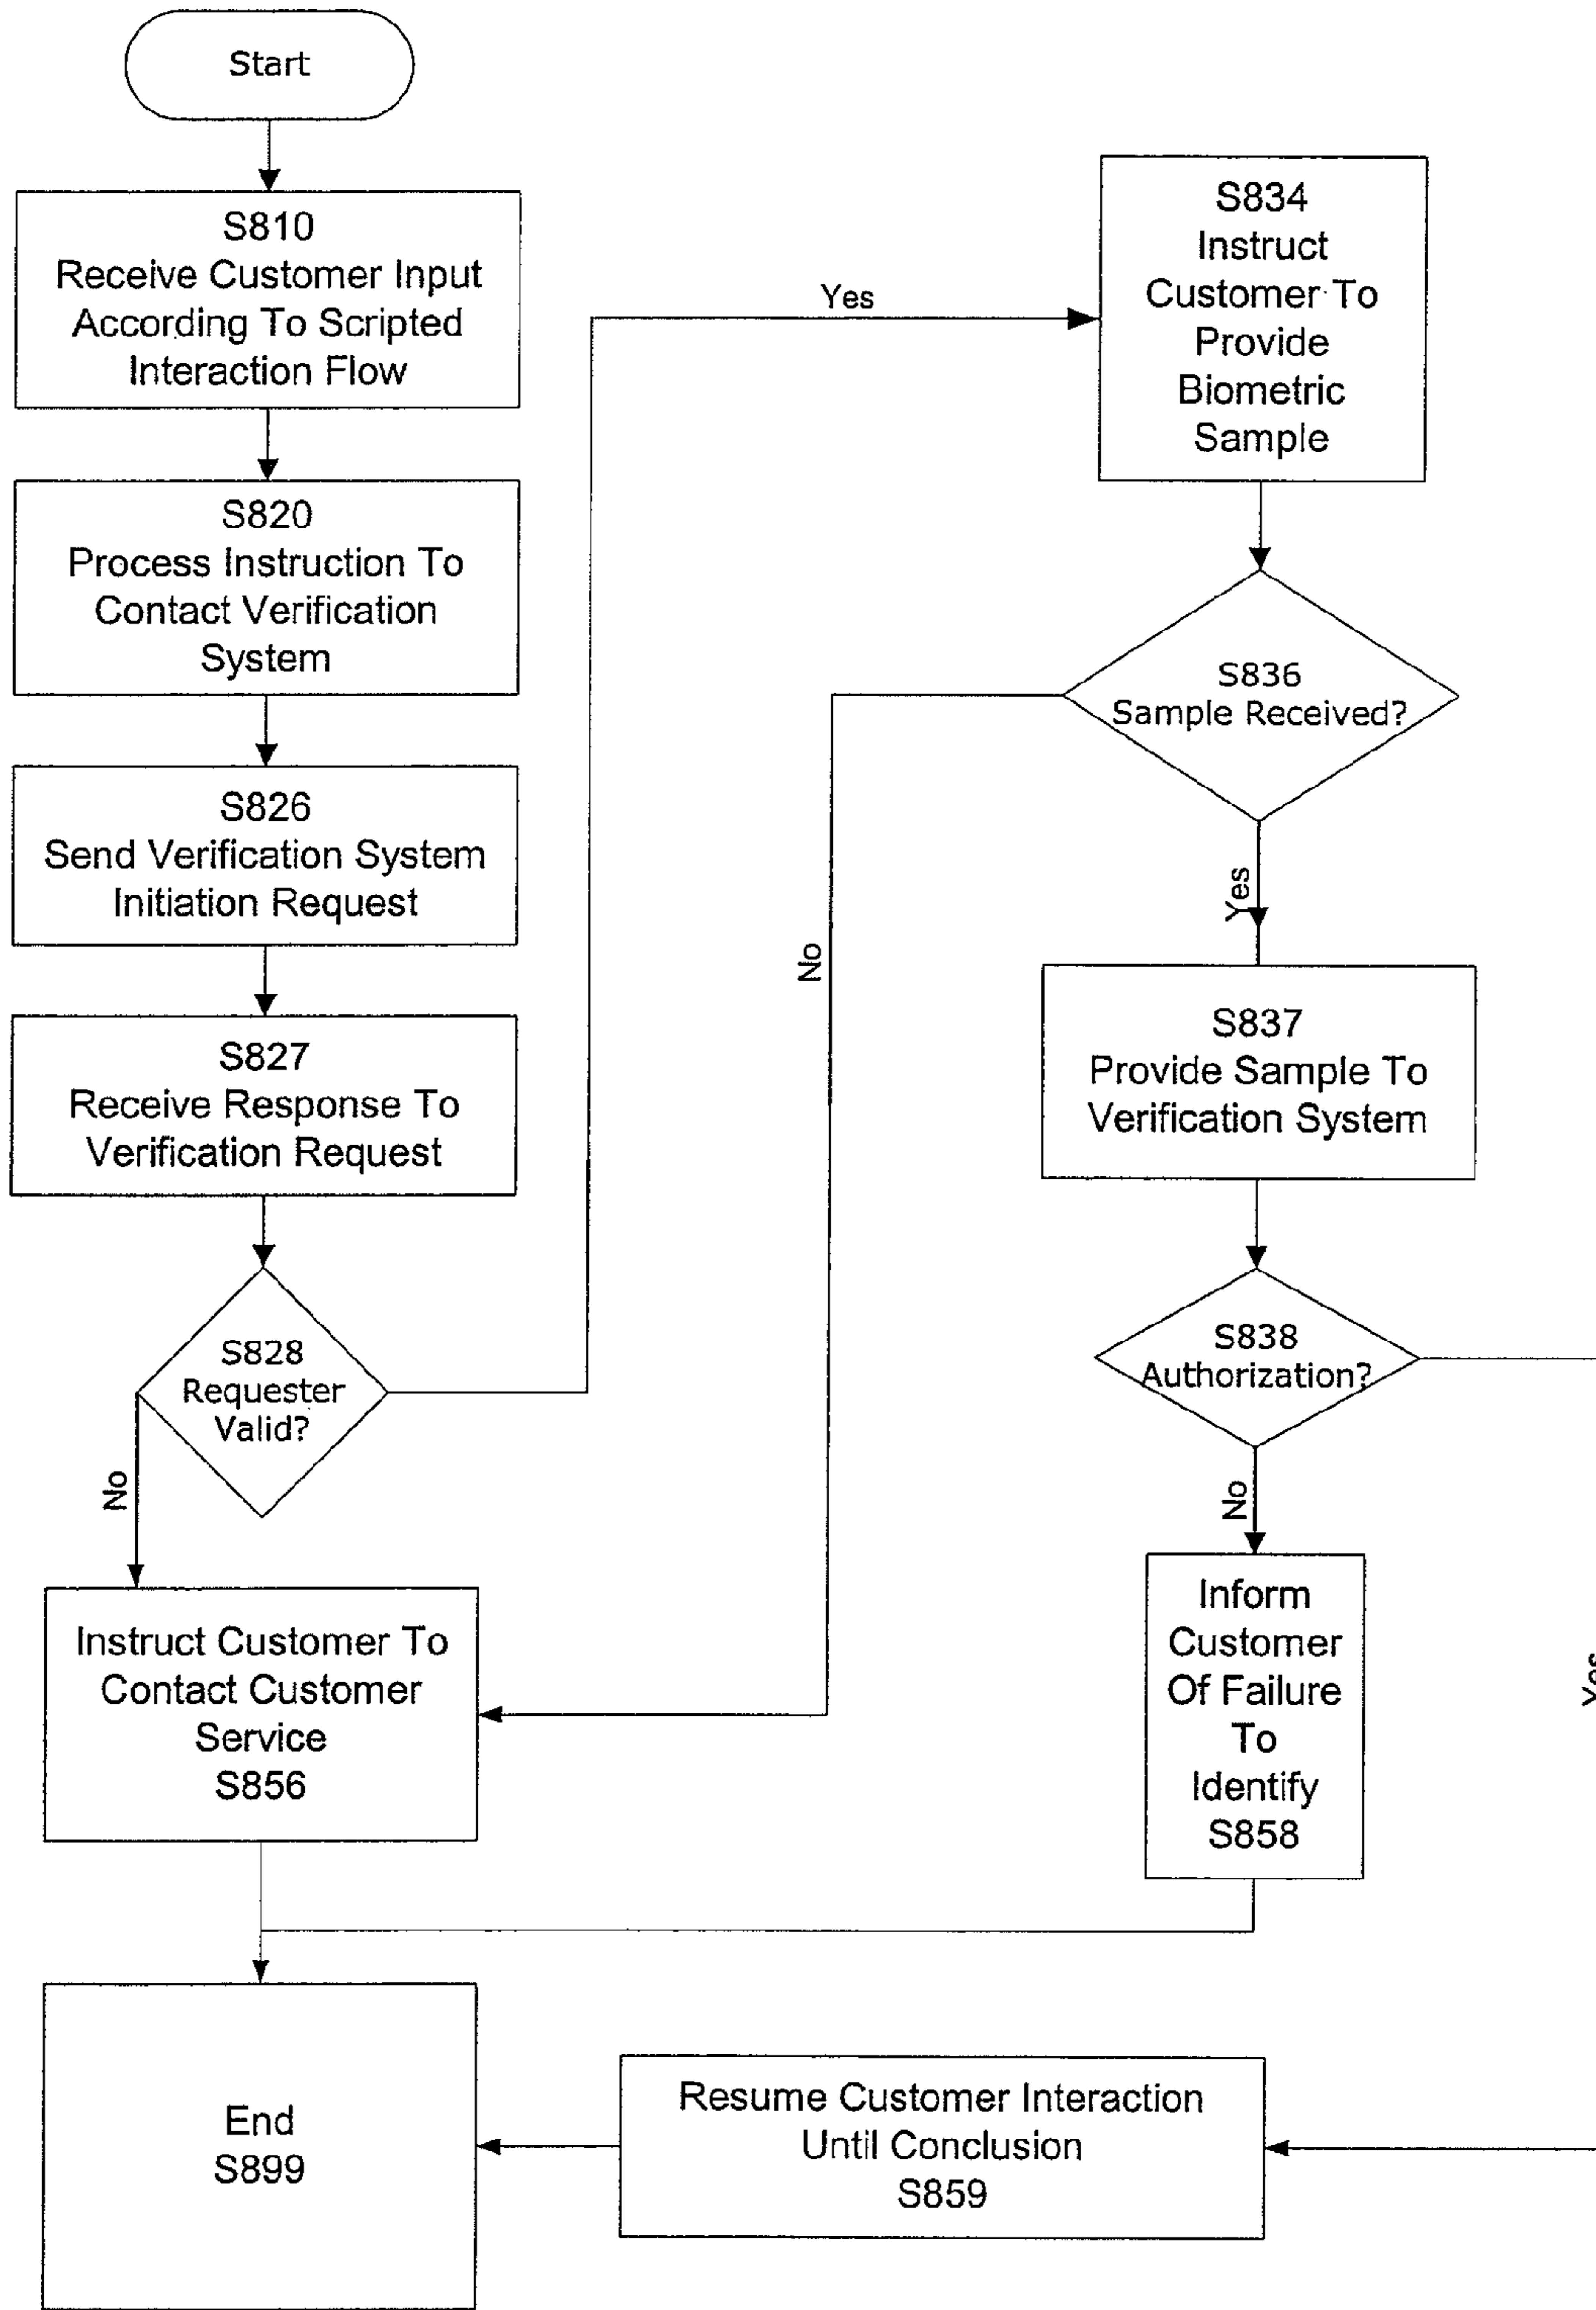 Start
S810
Receive Customer Input
According To Scripted
Interaction Flow
S820
Process Instruction To
Contact Verification
System
S826
Send Verification System
Initiation Request
S827
Receive Response To
Verification Request
S828
Requester
Valid?
No
Yes
Instruct Customer To
Contact Customer
Service
S856
S834
Instruct
Customer To
Provide
Biometric
Sample
S836
Sample Received?
No
Yes
S837
Provide Sample To
Verification System
S838
Authorization?
No
Yes
Inform
Customer
Of Failure
To
Identify
S858
Resume Customer Interaction
Until Conclusion
S859
End
S899